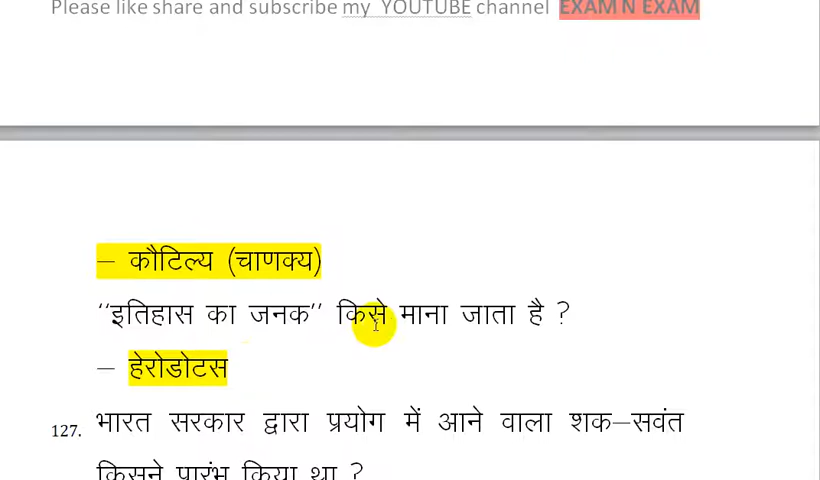 Please like share and subscribe my YOUTUBE channel EXAM N EXAM
– कौटिल्य (चाणक्य)
‘‘इतिहास का जनक’’ किसे माना जाता है ?
– हेरोडोटस
127. भारत सरकार द्वारा प्रयोग में आने वाला शक–सवंत
किसने प्रारंभ किया था ?